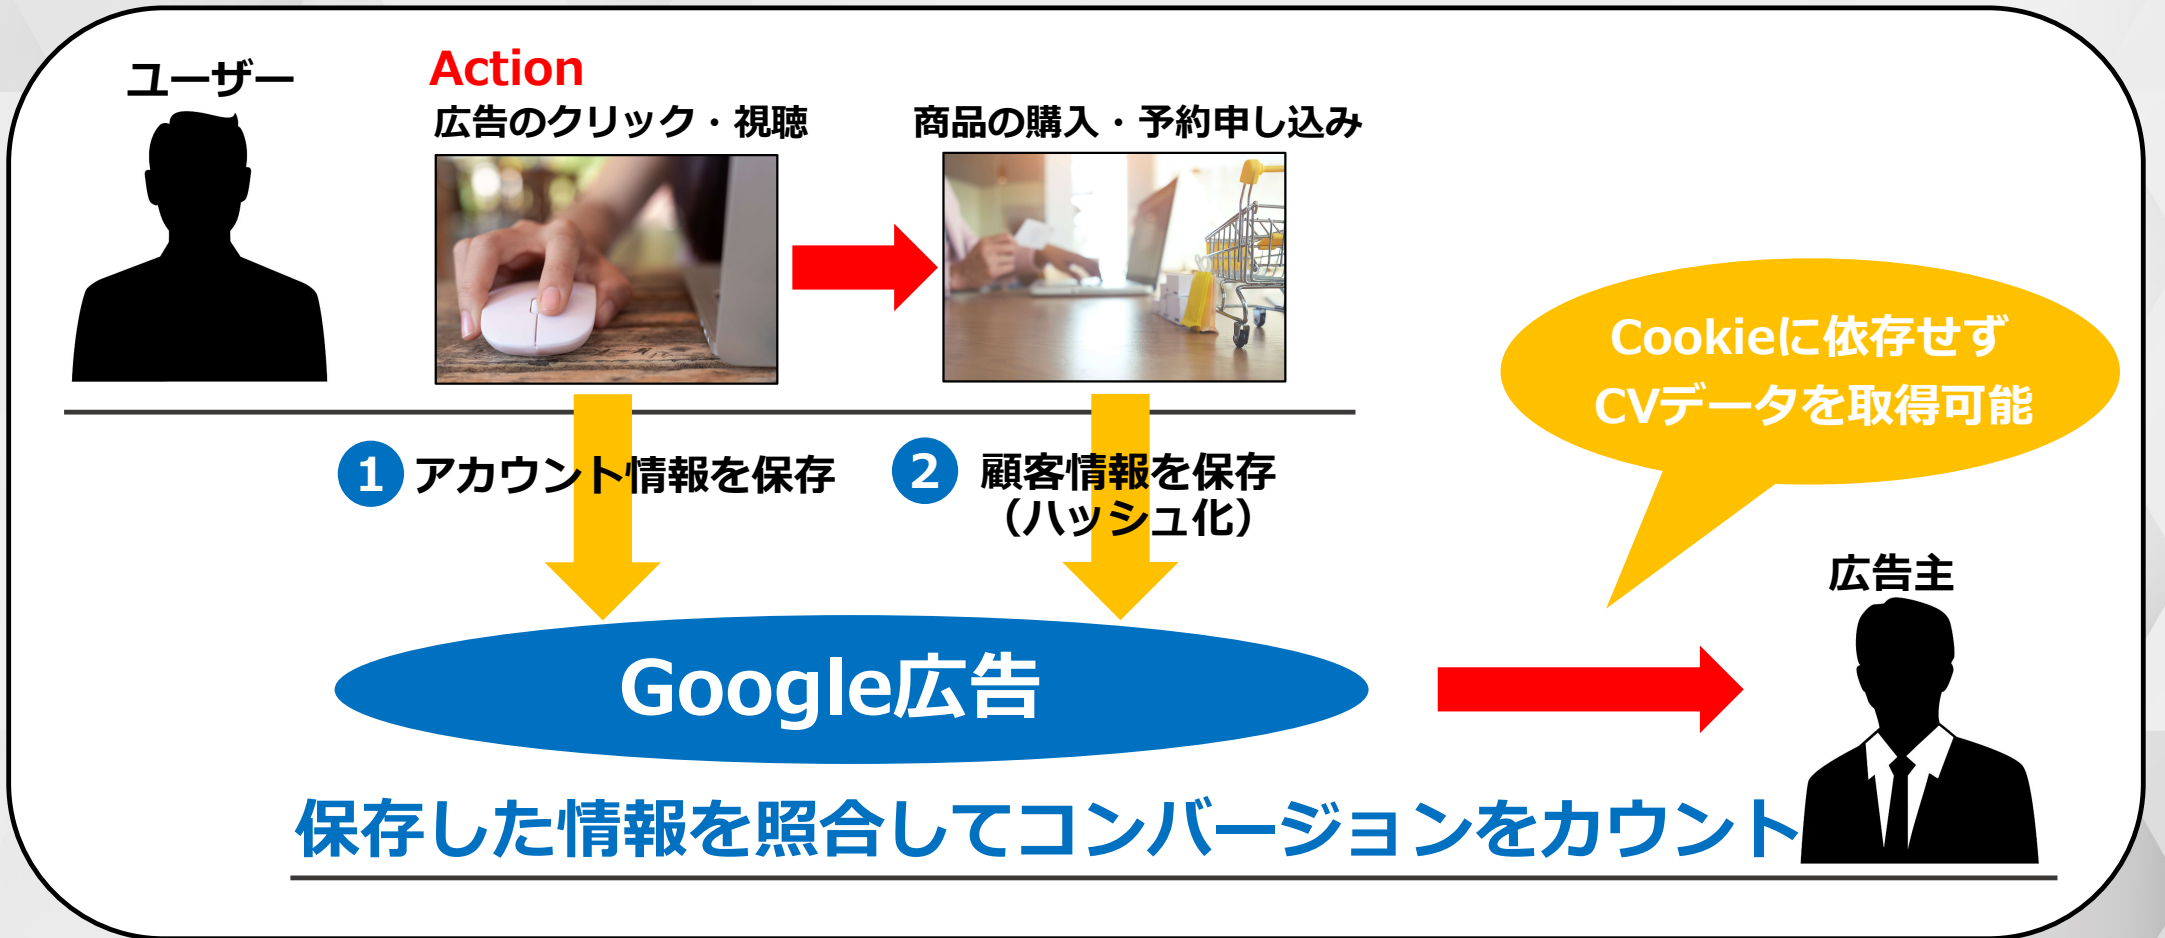 ユーザー
Action
広告のクリック・視聴
商品の購入・予約申し込み
Cookieに依存せず
CVデータを取得可能
1 アカウント情報を保存
2 顧客情報を保存
（ハッシュ化）
広告主
Google広告
保存した情報を照合してコンバージョンをカウント